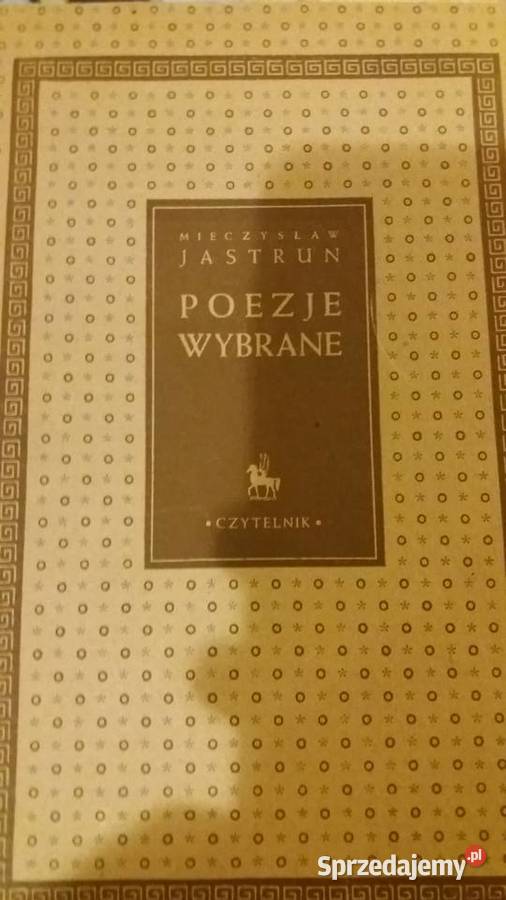 MIECZYSŁAW
JASTRUN
POEZJE
WYBRANE
• CZYTELNIK •
Sprzedajemy.pl